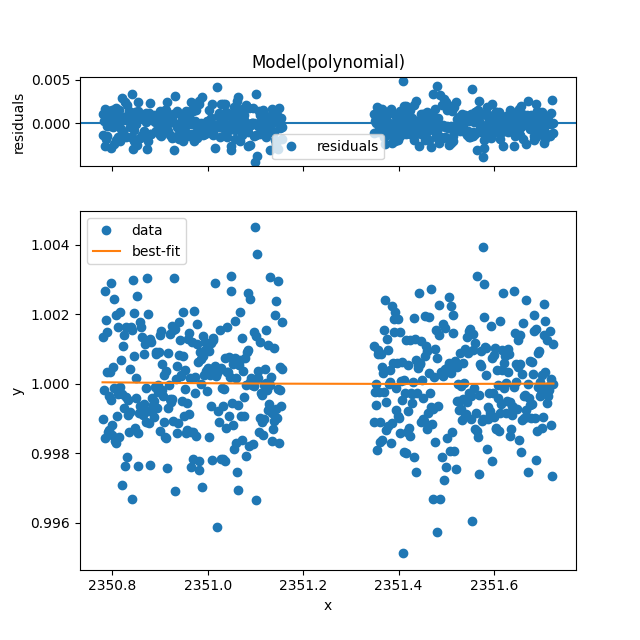 Model(polynomial)
0.005
0.000
residuals
residuals
data
best-fit
1.004
1.002
1.000
0.998
0.996
y
2350.8 2351.0 2351.2 2351.4 2351.6
x